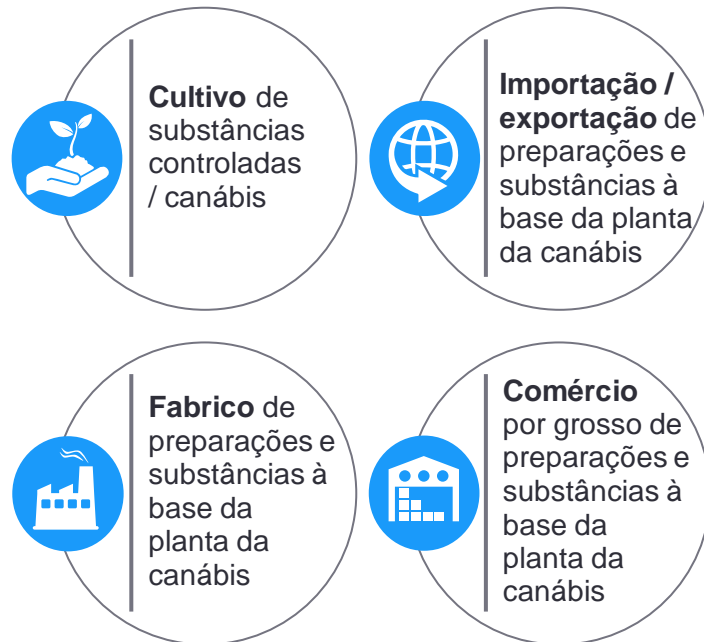 Cultivo de
substâncias
controladas
/ canábis
Importação /
exportação de
preparações e
substâncias à
base da planta
da canábis
Fabrico de
preparações e
substâncias à
base da
planta da
canábis
Comércio
por grosso de
preparações e
substâncias à
base da
planta da
canábis